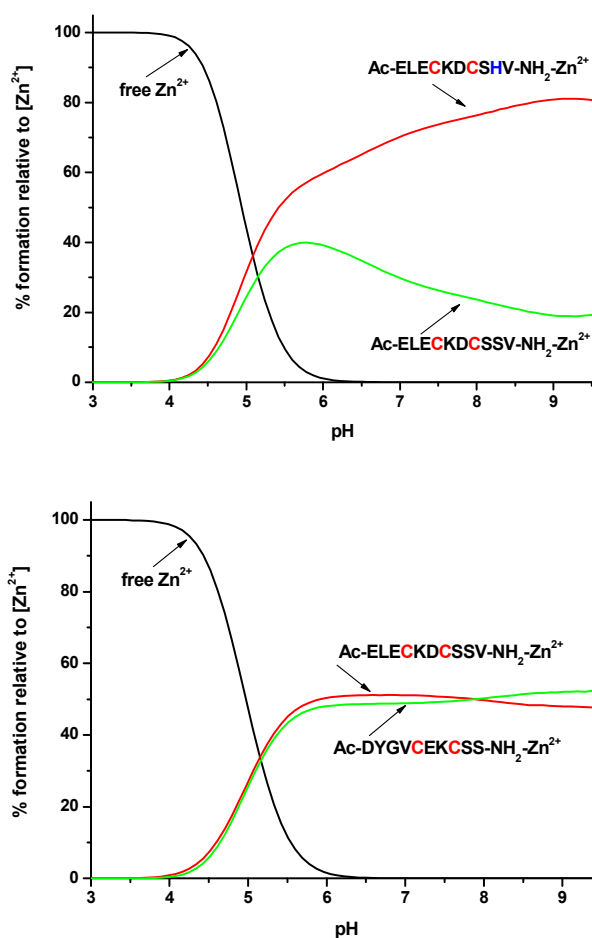 % formation relative to [Zn²⁺]
100
80
60
40
20
0
free Zn²⁺
Ac-ELECKDCSHV-NH₂-Zn²⁺
Ac-ELECKDCSSV-NH₂-Zn²⁺
3 4 5 6 7 8 9
pH
% formation relative to [Zn²⁺]
100
80
60
40
20
0
free Zn²⁺
Ac-ELECKDCSSV-NH₂-Zn²⁺
Ac-DYGVCEKCSS-NH₂-Zn²⁺
3 4 5 6 7 8 9
pH